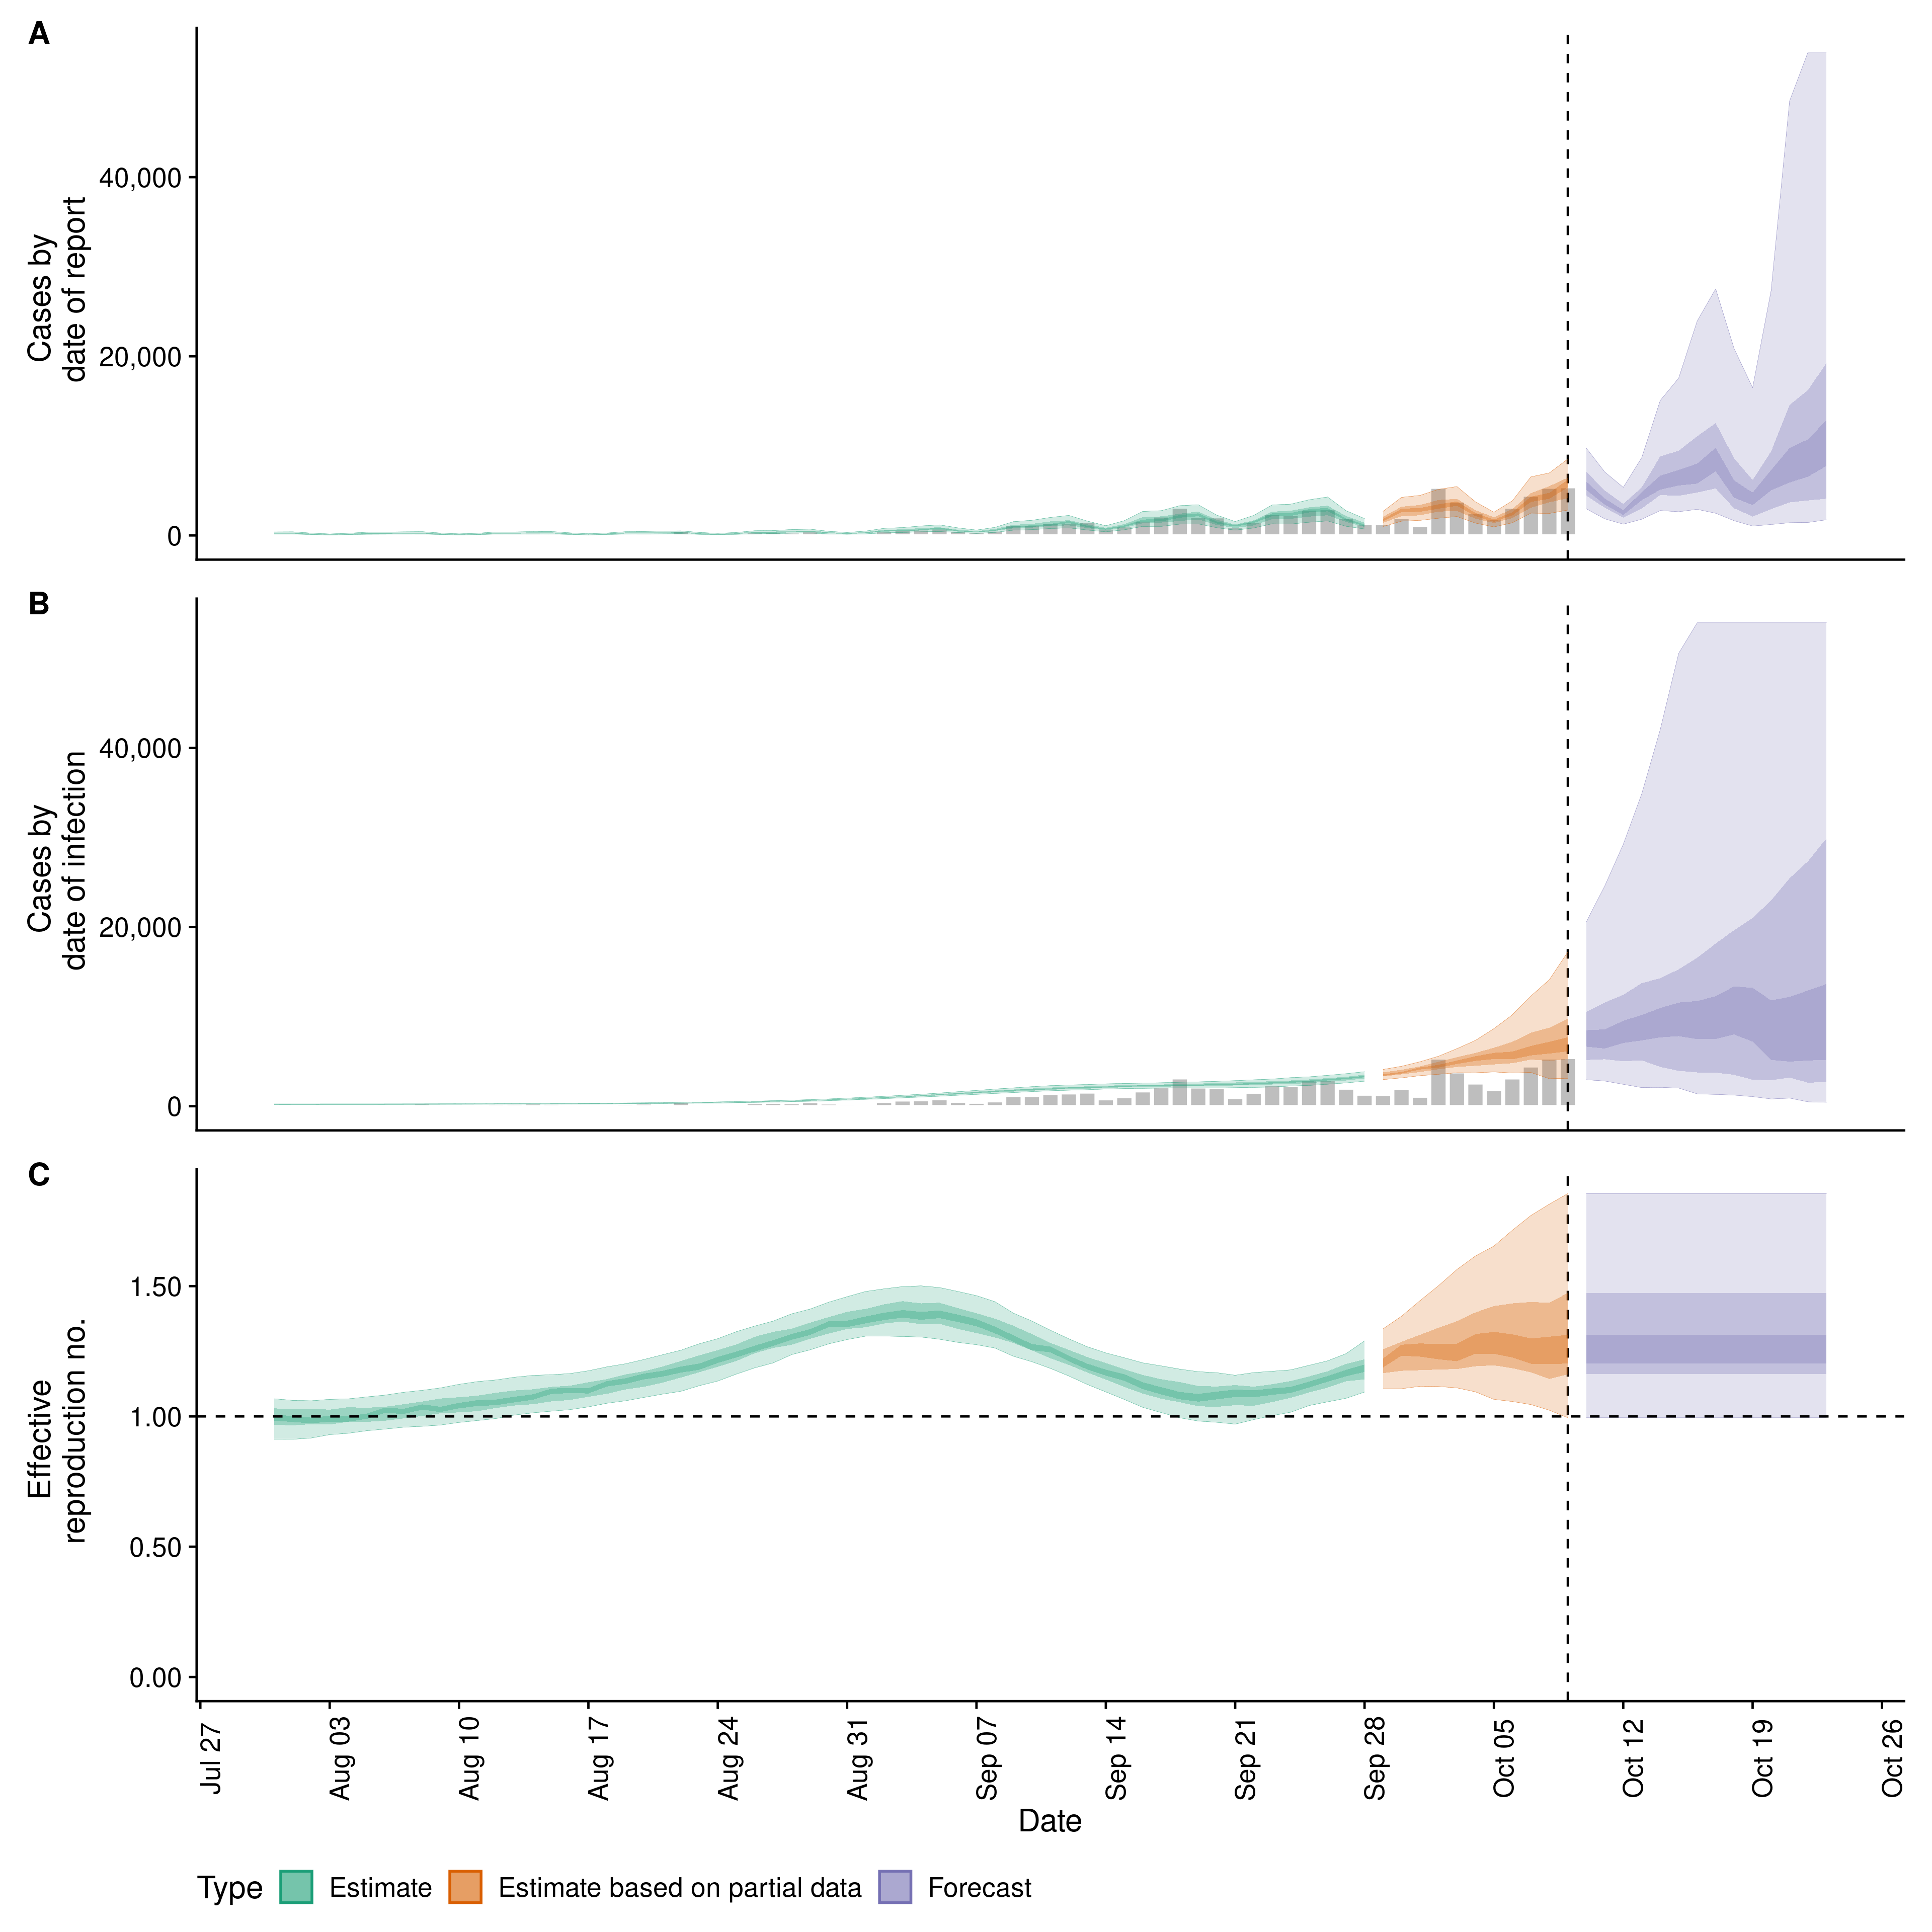 A
Cases by
date of report
40,000
20,000
0
B
Cases by
date of infection
40,000
20,000
0
C
Effective
reproduction no.
1.50
1.00
0.50
0.00
Jul 27
Aug 03
Aug 10
Aug 17
Aug 24
Aug 31
Sep 07
Sep 14
Sep 21
Sep 28
Oct 05
Oct 12
Oct 19
Oct 26
Date
Type Estimate Estimate based on partial data Forecast